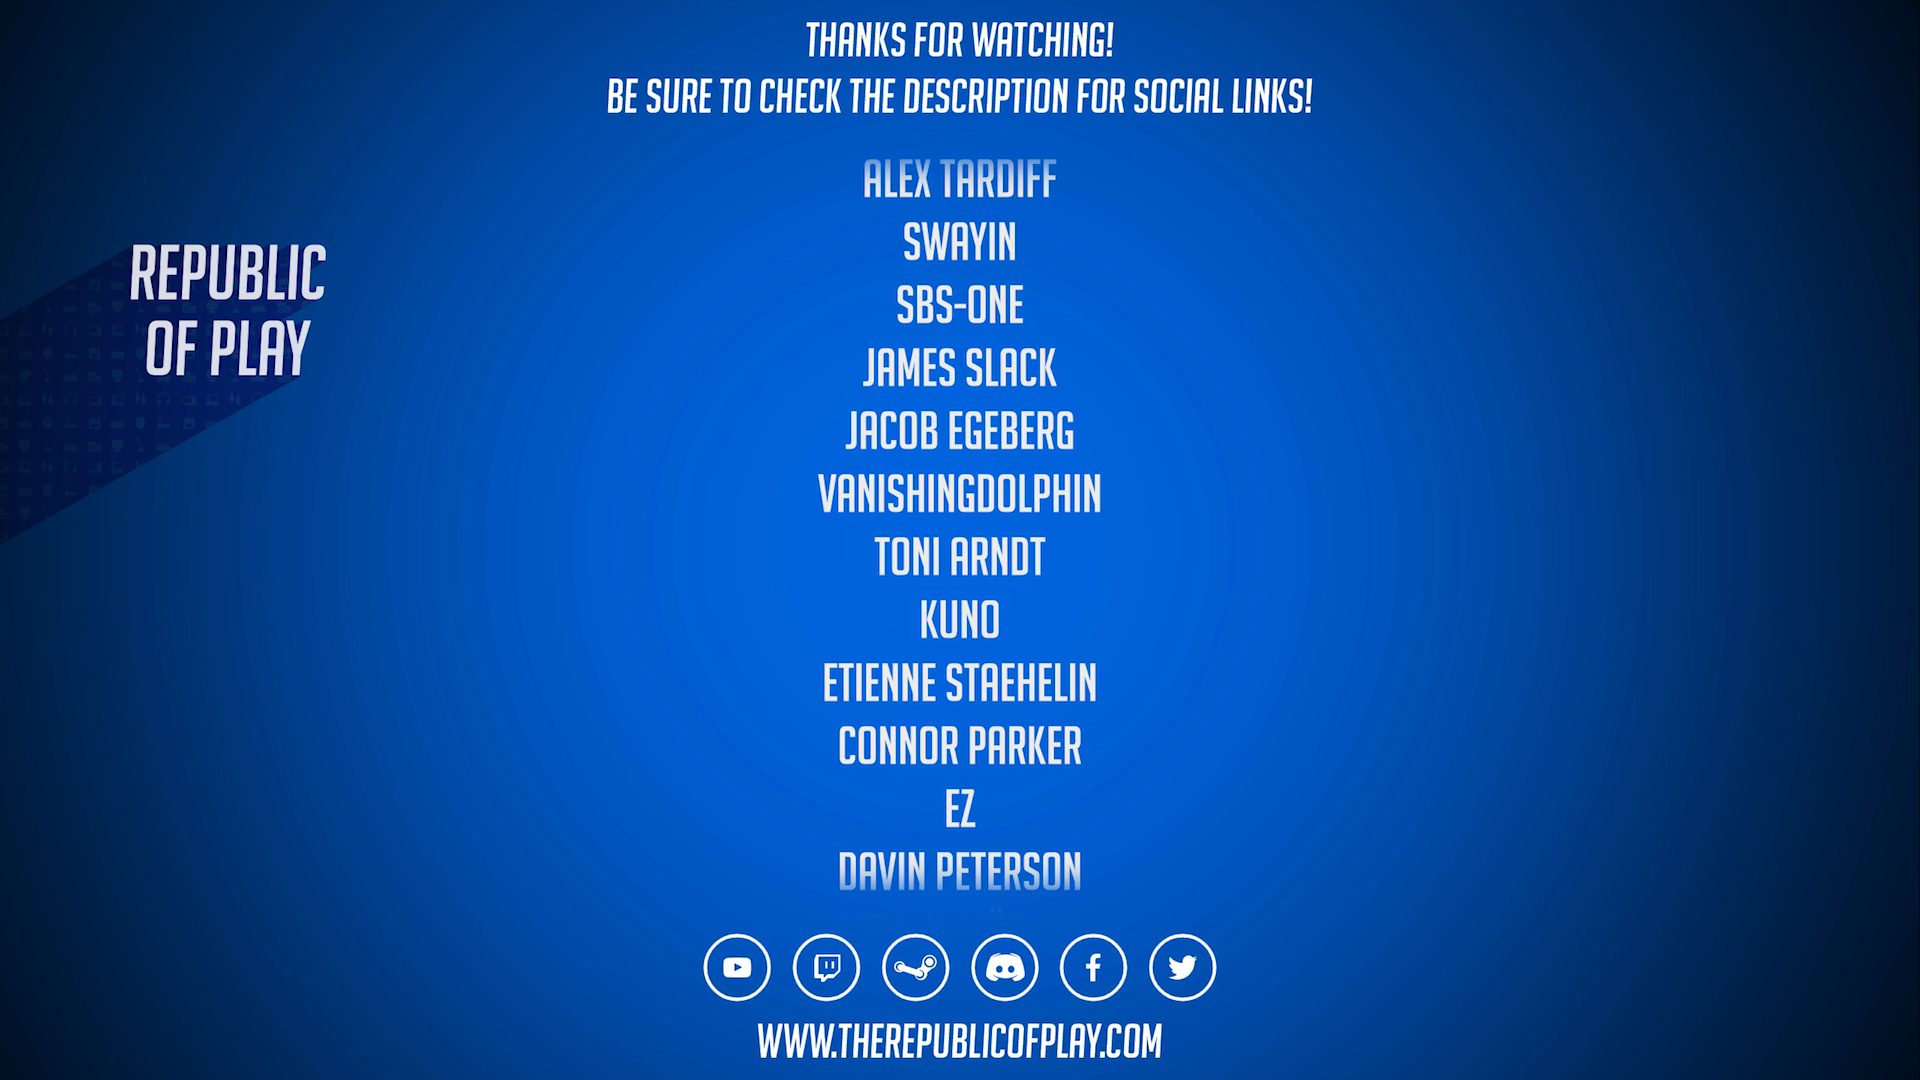 THANKS FOR WATCHING!
BE SURE TO CHECK THE DESCRIPTION FOR SOCIAL LINKS!
REPUBLIC
OF PLAY
ALEX TARDIFF
SWAYIN
SBS-ONE
JAMES SLACK
JACOB EGEBERG
VANISHINGDOLPHIN
TONI ARNDT
KUNO
ETIENNE STAEHELIN
CONNOR PARKER
EZ
DAVIN PETERSON
WWW.THEREPUBLICOFPLAY.COM